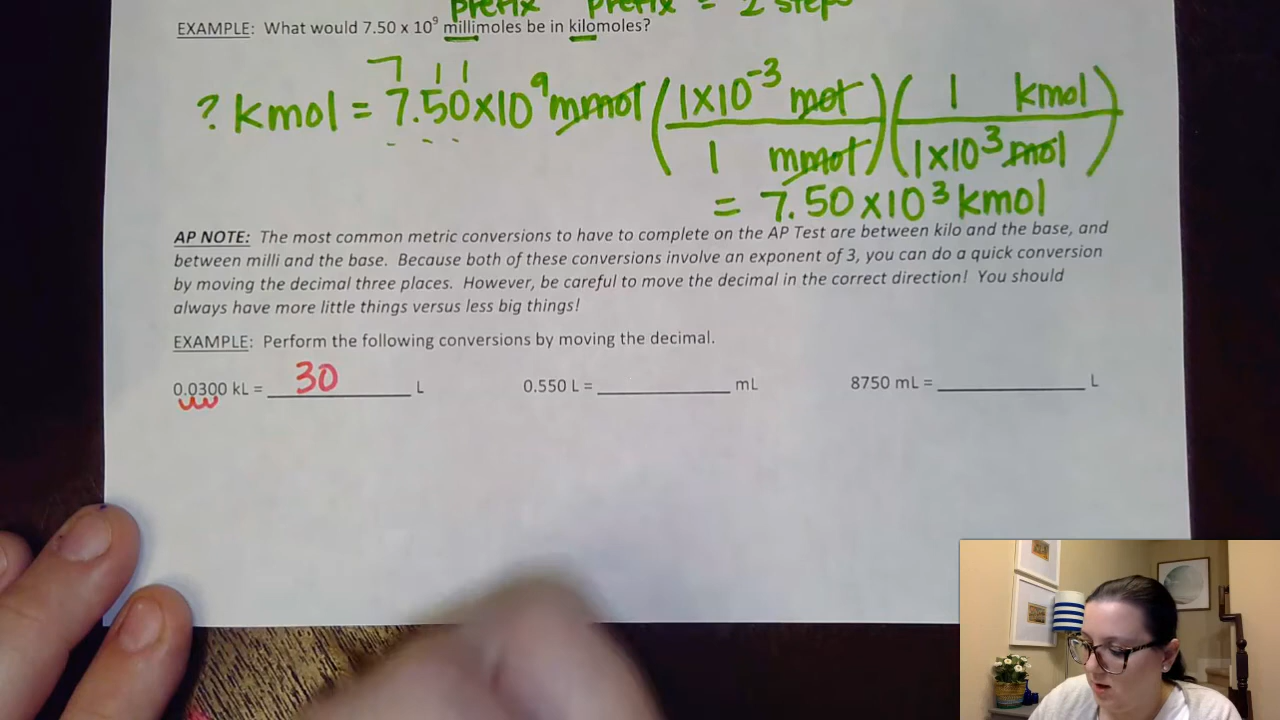 prefix prefix = 2 steps
EXAMPLE: What would 7.50 x 10⁹ millimoles be in kilomoles?
? kmol = 7.50x10⁹ mmol (1x10⁻³ mol / 1 mmol)(1 kmol / 1x10³ mol)
= 7.50x10³ kmol
AP NOTE: The most common metric conversions to have to complete on the AP Test are between kilo and the base, and
between milli and the base. Because both of these conversions involve an exponent of 3, you can do a quick conversion
by moving the decimal three places. However, be careful to move the decimal in the correct direction! You should
always have more little things versus less big things!
EXAMPLE: Perform the following conversions by moving the decimal.
0.0300 kL = 30 L 0.550 L = ______ mL 8750 mL = ______ L